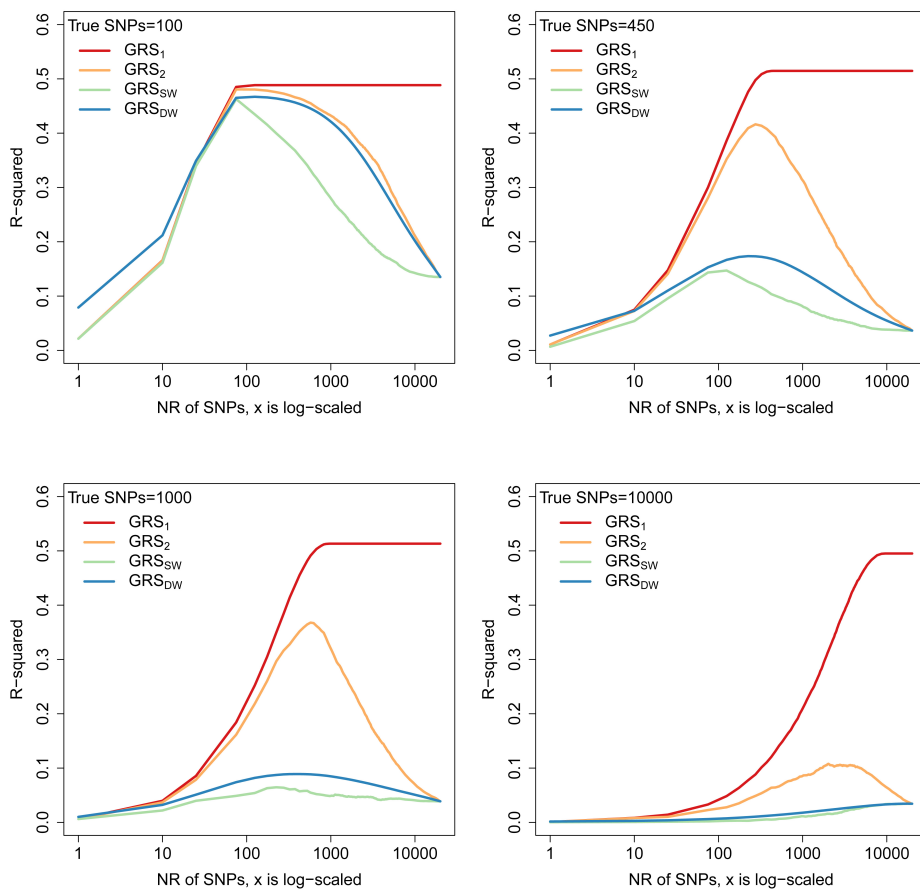 True SNPs=100
GRS1
GRS2
GRSSW
GRSDW
R-squared
0.0 0.1 0.2 0.3 0.4 0.5 0.6
1 10 100 1000 10000
NR of SNPs, x is log-scaled
True SNPs=450
GRS1
GRS2
GRSSW
GRSDW
R-squared
0.0 0.1 0.2 0.3 0.4 0.5 0.6
1 10 100 1000 10000
NR of SNPs, x is log-scaled
True SNPs=1000
GRS1
GRS2
GRSSW
GRSDW
R-squared
0.0 0.1 0.2 0.3 0.4 0.5 0.6
1 10 100 1000 10000
NR of SNPs, x is log-scaled
True SNPs=10000
GRS1
GRS2
GRSSW
GRSDW
R-squared
0.0 0.1 0.2 0.3 0.4 0.5 0.6
1 10 100 1000 10000
NR of SNPs, x is log-scaled